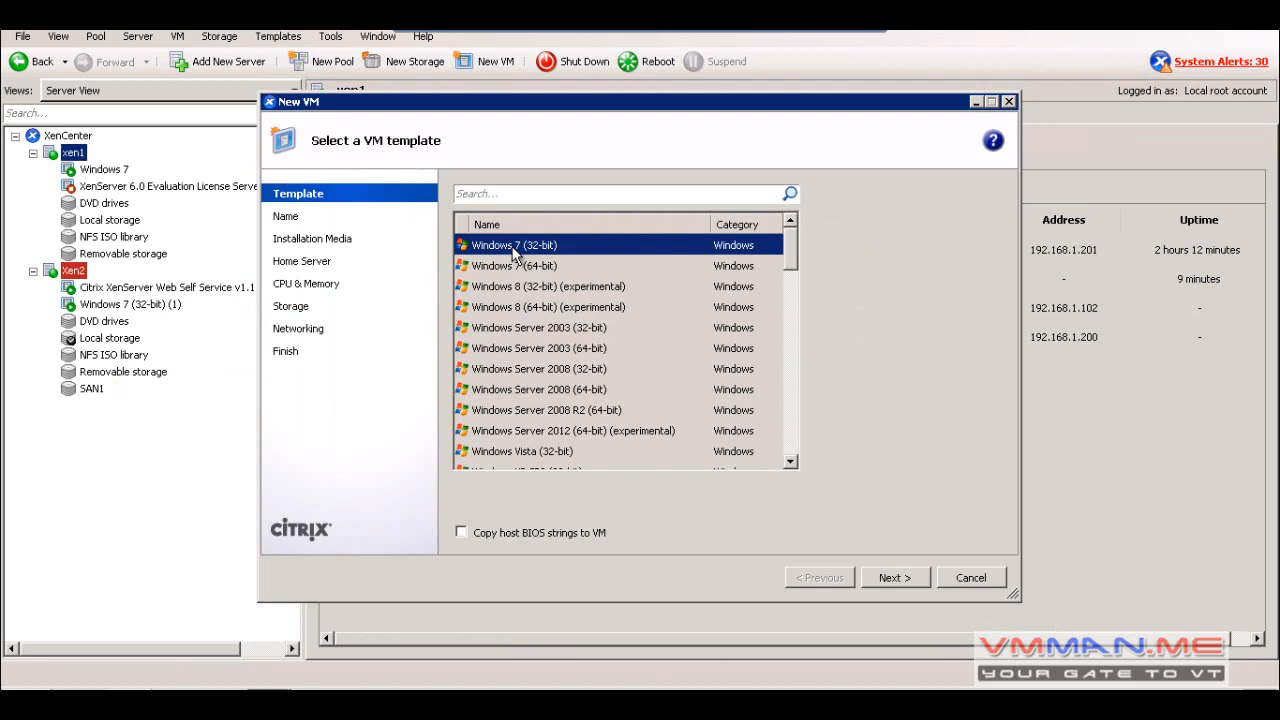 File View Pool Server VM Storage Templates Tools Window Help
Back Forward Add New Server New Pool New Storage New VM Shut Down Reboot Suspend System Alerts: 30
Views: Server View Logged in as: Local root account
Search...
XenCenter
xen1
Windows 7
XenServer 6.0 Evaluation License Serve
DVD drives
Local storage
NFS ISO library
Removable storage
Xen2
Citrix XenServer Web Self Service v1.1
Windows 7 (32-bit) (1)
DVD drives
Local storage
NFS ISO library
Removable storage
SAN1
New VM
Select a VM template
?
Template
Name
Installation Media
Home Server
CPU & Memory
Storage
Networking
Finish
CITRIX
Search...
Name Category
Windows 7 (32-bit) Windows
Windows 7 (64-bit) Windows
Windows 8 (32-bit) (experimental) Windows
Windows 8 (64-bit) (experimental) Windows
Windows Server 2003 (32-bit) Windows
Windows Server 2003 (64-bit) Windows
Windows Server 2008 (32-bit) Windows
Windows Server 2008 (64-bit) Windows
Windows Server 2008 R2 (64-bit) Windows
Windows Server 2012 (64-bit) (experimental) Windows
Windows Vista (32-bit) Windows
Copy host BIOS strings to VM
< Previous Next > Cancel
Address Uptime
192.168.1.201 2 hours 12 minutes
- 9 minutes
192.168.1.102 -
192.168.1.200 -
VMMAN.ME
YOUR GATE TO VT